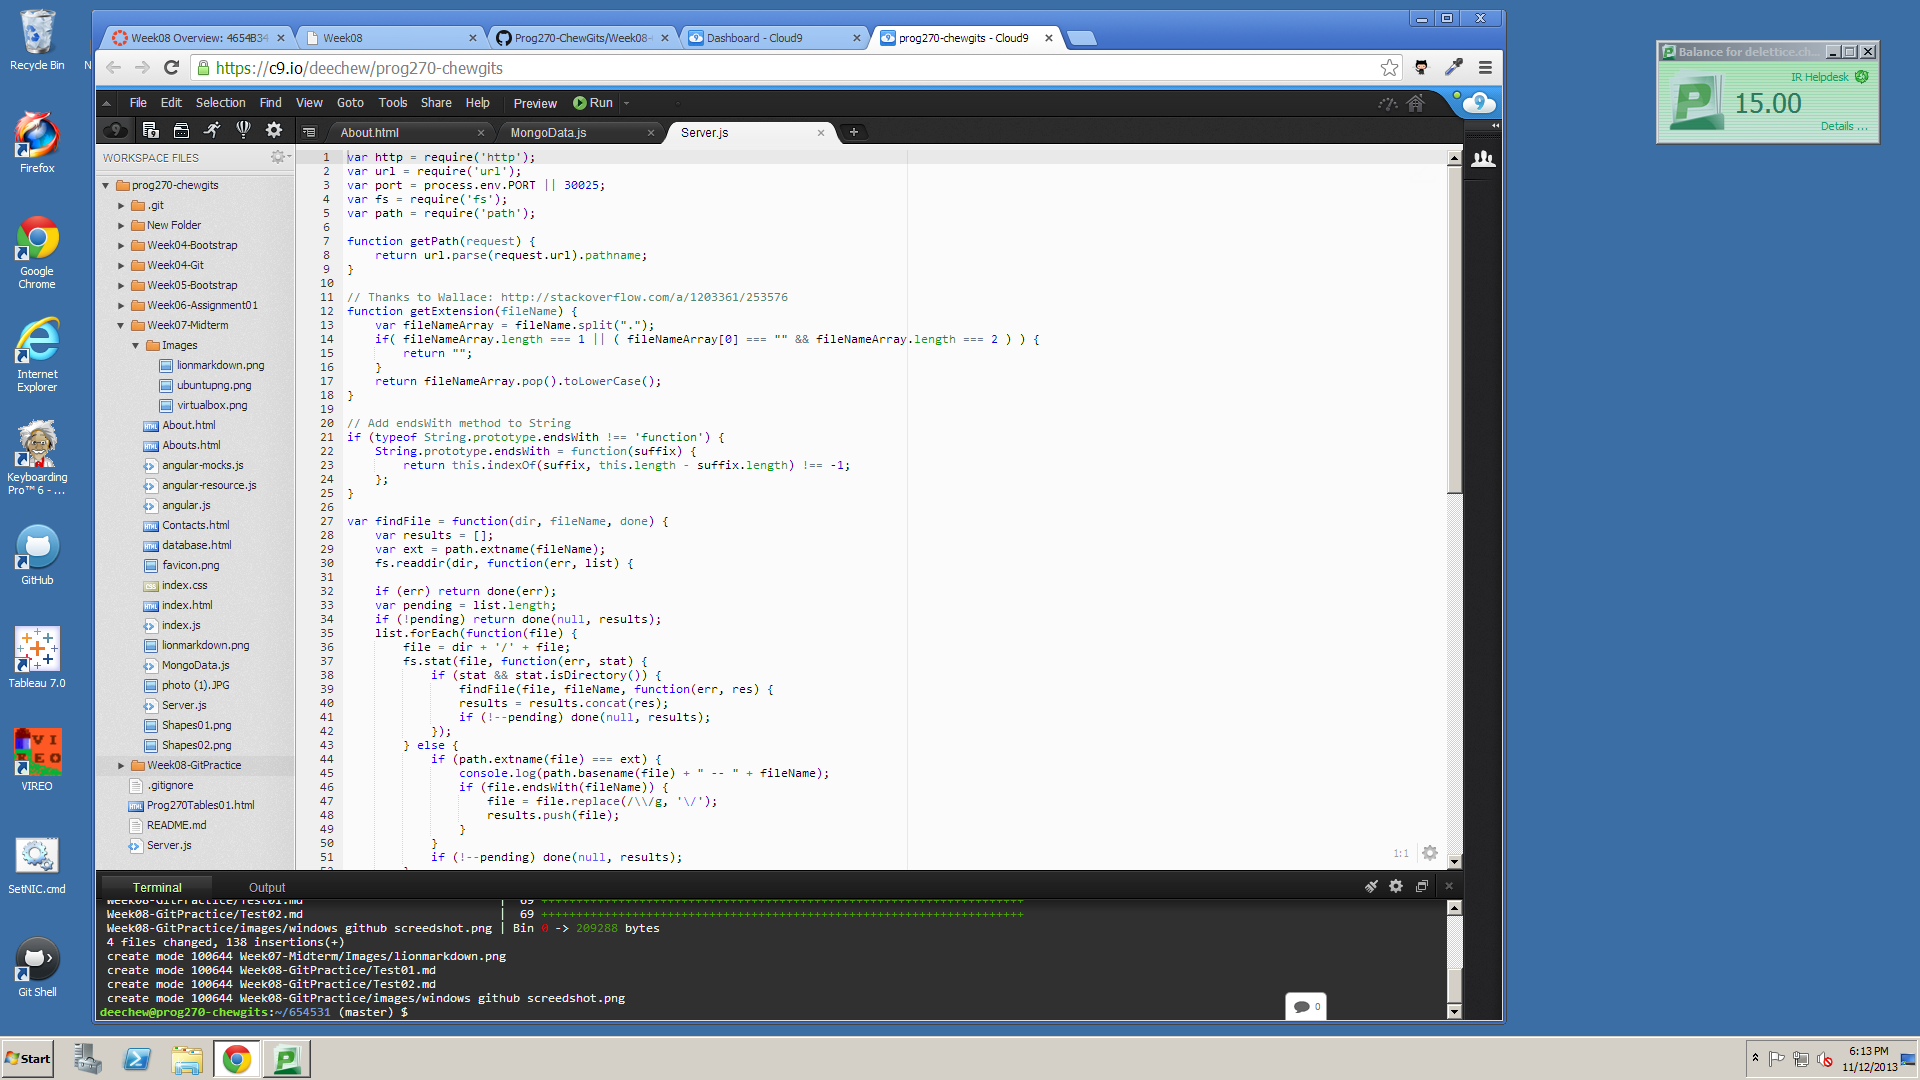 Recycle Bin
N
Firefox
Google
Chrome
Internet
Explorer
Keyboarding
Pro™ 6 - ...
GitHub
Tableau 7.0
VIREO
SetNIC.cmd
Git Shell
Week08 Overview: 4654B34
Week08
Prog270-ChewGits/Week08-
Dashboard - Cloud9
prog270-chewgits - Cloud9
https://c9.io/deechew/prog270-chewgits
File Edit Selection Find View Goto Tools Share Help Preview Run
About.html
MongoData.js
Server.js
WORKSPACE FILES
prog270-chewgits
.git
New Folder
Week04-Bootstrap
Week04-Git
Week05-Bootstrap
Week06-Assignment01
Week07-Midterm
Images
lionmarkdown.png
ubuntupng.png
virtualbox.png
About.html
Abouts.html
angular-mocks.js
angular-resource.js
angular.js
Contacts.html
database.html
favicon.png
index.css
index.html
index.js
lionmarkdown.png
MongoData.js
photo (1).JPG
Server.js
Shapes01.png
Shapes02.png
Week08-GitPractice
.gitignore
Prog270Tables01.html
README.md
Server.js
1 var http = require('http');
2 var url = require('url');
3 var port = process.env.PORT || 30025;
4 var fs = require('fs');
5 var path = require('path');
6
7 function getPath(request) {
8 return url.parse(request.url).pathname;
9 }
10
11 // Thanks to Wallace: http://stackoverflow.com/a/1203361/253576
12 function getExtension(fileName) {
13 var fileNameArray = fileName.split(".");
14 if( fileNameArray.length === 1 || ( fileNameArray[0] === "" && fileNameArray.length === 2 ) ) {
15 return "";
16 }
17 return fileNameArray.pop().toLowerCase();
18 }
19
20 // Add endsWith method to String
21 if (typeof String.prototype.endsWith !== 'function') {
22 String.prototype.endsWith = function(suffix) {
23 return this.indexOf(suffix, this.length - suffix.length) !== -1;
24 };
25 }
26
27 var findFile = function(dir, fileName, done) {
28 var results = [];
29 var ext = path.extname(fileName);
30 fs.readdir(dir, function(err, list) {
31
32 if (err) return done(err);
33 var pending = list.length;
34 if (!pending) return done(null, results);
35 list.forEach(function(file) {
36 file = dir + '/' + file;
37 fs.stat(file, function(err, stat) {
38 if (stat && stat.isDirectory()) {
39 findFile(file, fileName, function(err, res) {
40 results = results.concat(res);
41 if (!--pending) done(null, results);
42 });
43 } else {
44 if (path.extname(file) === ext) {
45 console.log(path.basename(file) + " -- " + fileName);
46 if (file.endsWith(fileName)) {
47 file = file.replace(/\\/g, '\/');
48 results.push(file);
49 }
50 }
51 if (!--pending) done(null, results);
1:1
Terminal Output
Week08-GitPractice/Test01.md | 69 +++++++++++++++++++++++++++++++++++++++++++++++++++++++++++++++++++++
Week08-GitPractice/Test02.md | 69 +++++++++++++++++++++++++++++++++++++++++++++++++++++++++++++++++++++
Week08-GitPractice/images/windows github screedshot.png | Bin 0 -> 209288 bytes
4 files changed, 138 insertions(+)
create mode 100644 Week07-Midterm/Images/lionmarkdown.png
create mode 100644 Week08-GitPractice/Test01.md
create mode 100644 Week08-GitPractice/Test02.md
create mode 100644 Week08-GitPractice/images/windows github screedshot.png
deechew@prog270-chewgits:~/654531 (master) $
0
Balance for delettice.ch...
IR Helpdesk
15.00
Details ...
Start
6:13 PM
11/12/2013